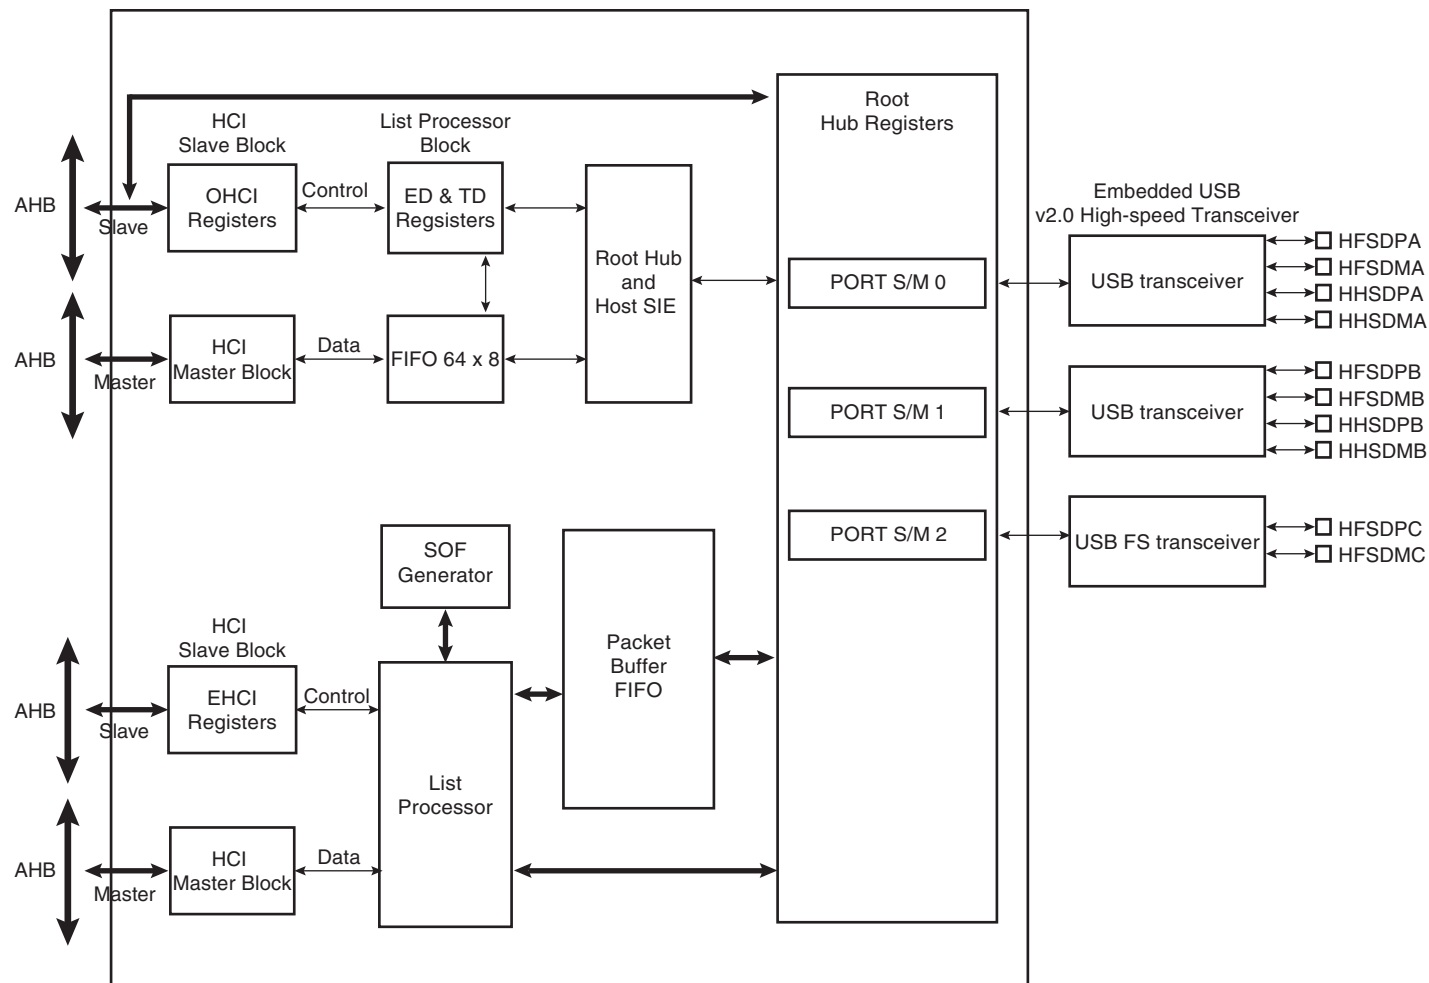 Root
Hub Registers
HCI
Slave Block
List Processor
Block
AHB
Slave
OHCI
Registers
Control
ED & TD
Regsisters
Root Hub
and
Host SIE
AHB
Master
HCI
Master Block
Data
FIFO 64 x 8
PORT S/M 0
PORT S/M 1
PORT S/M 2
Embedded USB
v2.0 High-speed Transceiver
USB transceiver
HFSDPA
HFSDMA
HHSDPA
HHSDMA
USB transceiver
HFSDPB
HFSDMB
HHSDPB
HHSDMB
USB FS transceiver
HFSDPC
HFSDMC
SOF
Generator
HCI
Slave Block
AHB
Slave
EHCI
Registers
Control
Packet
Buffer
FIFO
List
Processor
AHB
Master
HCI
Master Block
Data